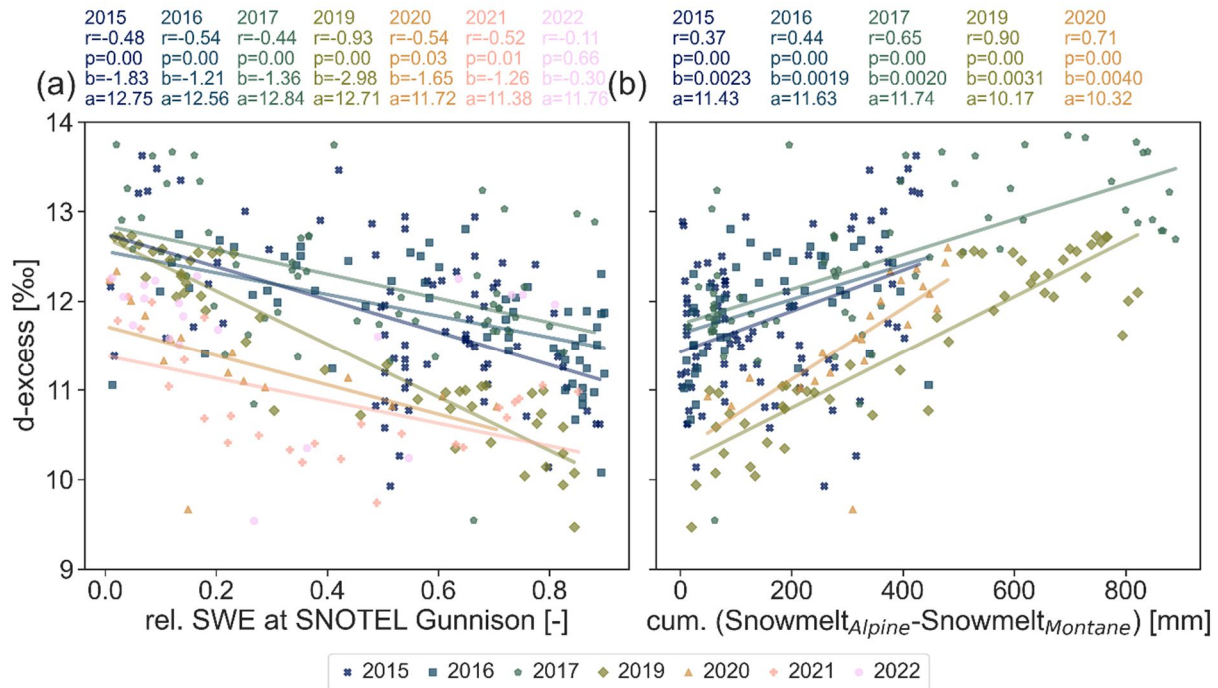 2015 2016 2017 2019 2020 2021 2022
r=-0.48 r=-0.54 r=-0.44 r=-0.93 r=-0.54 r=-0.52 r=-0.11
p=0.00 p=0.00 p=0.00 p=0.00 p=0.03 p=0.01 p=0.66
b=-1.83 b=-1.21 b=-1.36 b=-2.98 b=-1.65 b=-1.26 b=-0.30
(a) a=12.75 a=12.56 a=12.84 a=12.71 a=11.72 a=11.38 a=11.76
2015 2016 2017 2019 2020
r=0.37 r=0.44 r=0.65 r=0.90 r=0.71
p=0.00 p=0.00 p=0.00 p=0.00 p=0.00
b=0.0023 b=0.0019 b=0.0020 b=0.0031 b=0.0040
(b) a=11.43 a=11.63 a=11.74 a=10.17 a=10.32
14
13
12
11
10
9
d-excess [‰]
0.0 0.2 0.4 0.6 0.8
rel. SWE at SNOTEL Gunnison [-]
0 200 400 600 800
cum. (Snowmelt_Alpine-Snowmelt_Montane) [mm]
2015 2016 2017 2019 2020 2021 2022